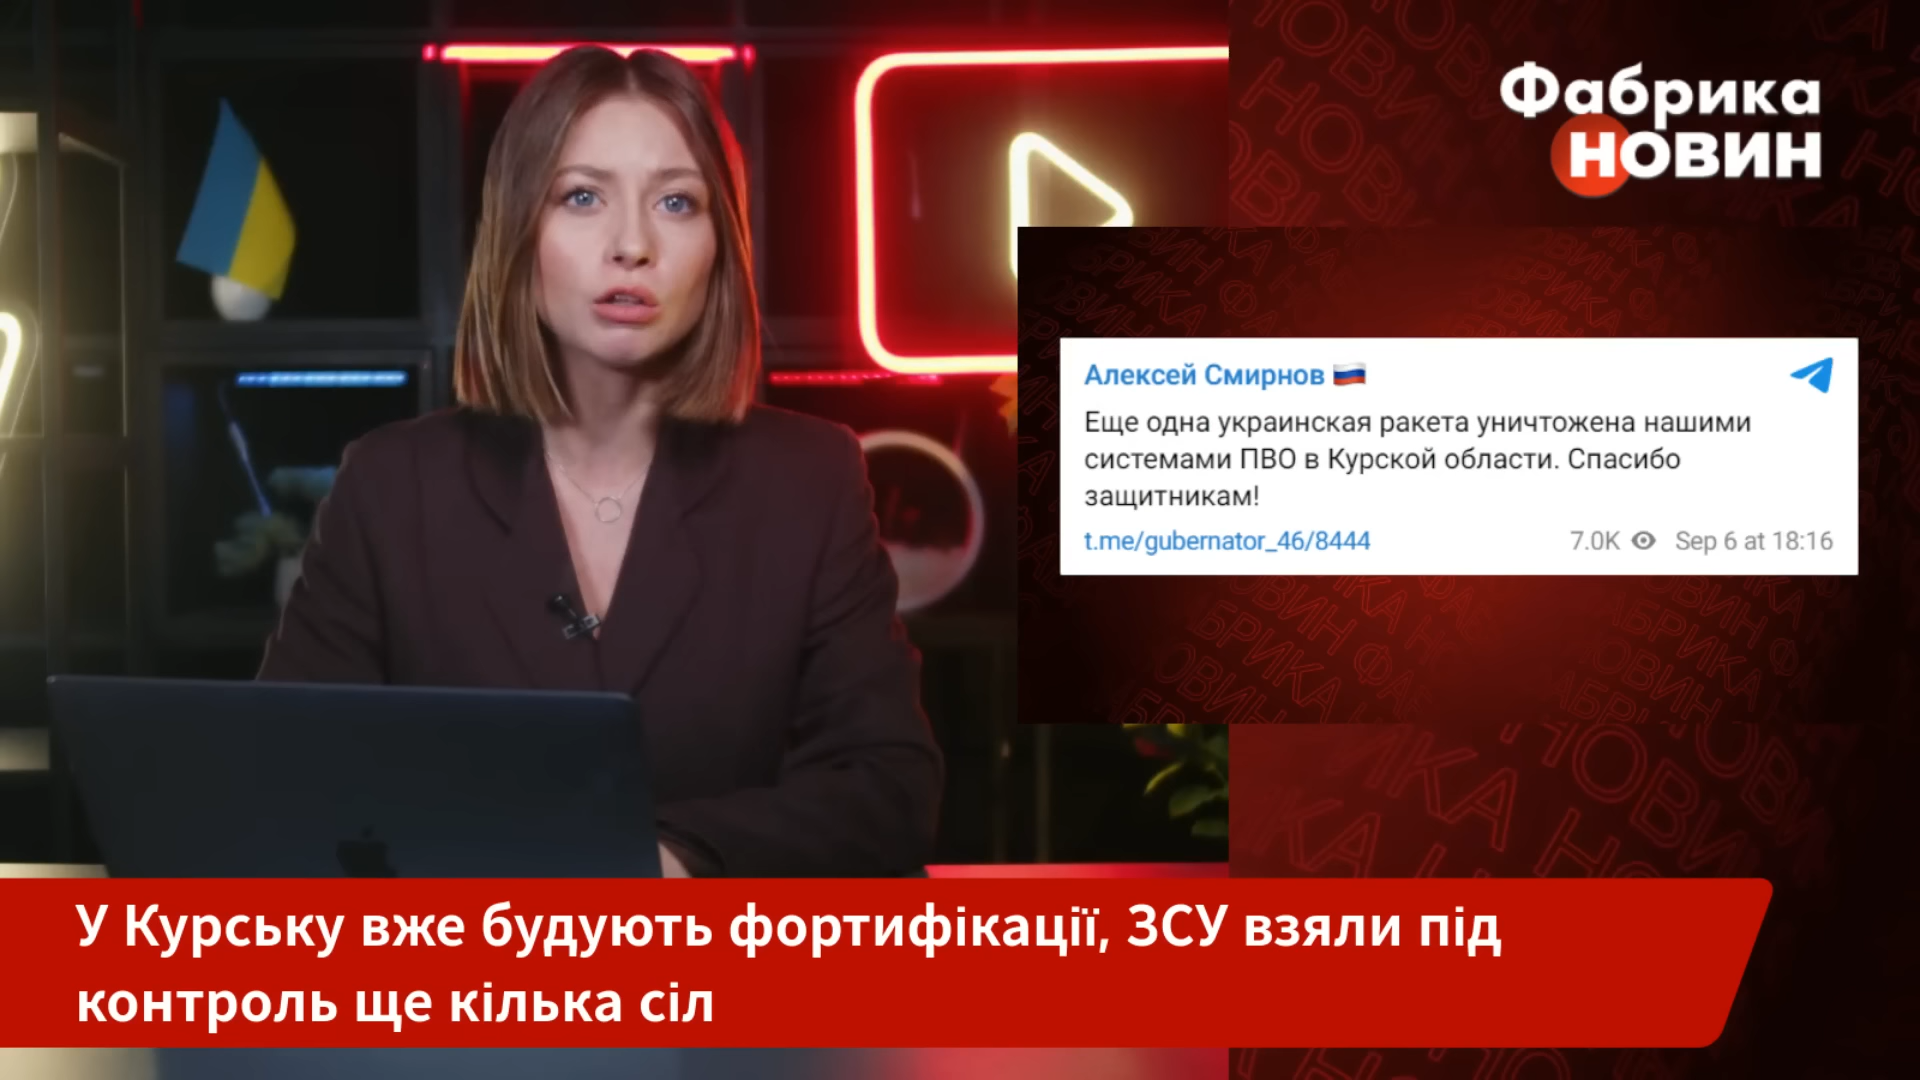 Фабрика
новин
Алексей Смирнов
Еще одна украинская ракета уничтожена нашими
системами ПВО в Курской области. Спасибо
защитникам!
t.me/gubernator_46/8444 7.0K Sep 6 at 18:16
У Курську вже будують фортифікації, ЗСУ взяли під
контроль ще кілька сіл